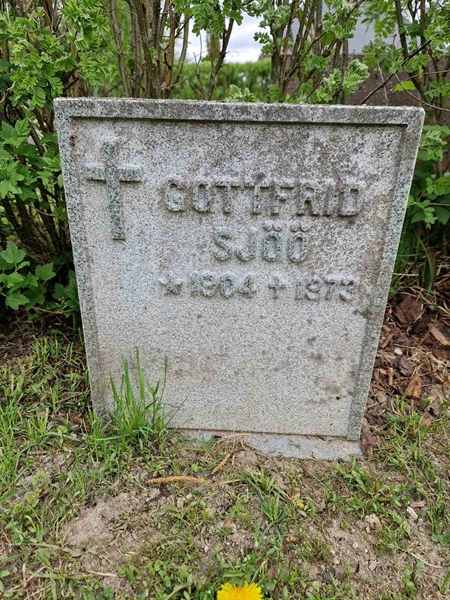 GOTTFRID
SJÖÖ
* 1904 + 1973